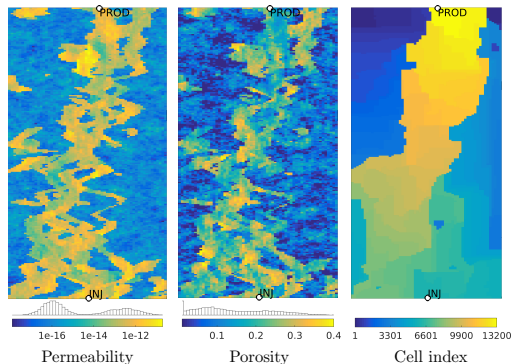 PROD PROD PROD
INJ INJ INJ
1e-16 1e-14 1e-12 0.1 0.2 0.3 0.4 1 3301 6601 9900 13200
Permeability Porosity Cell index